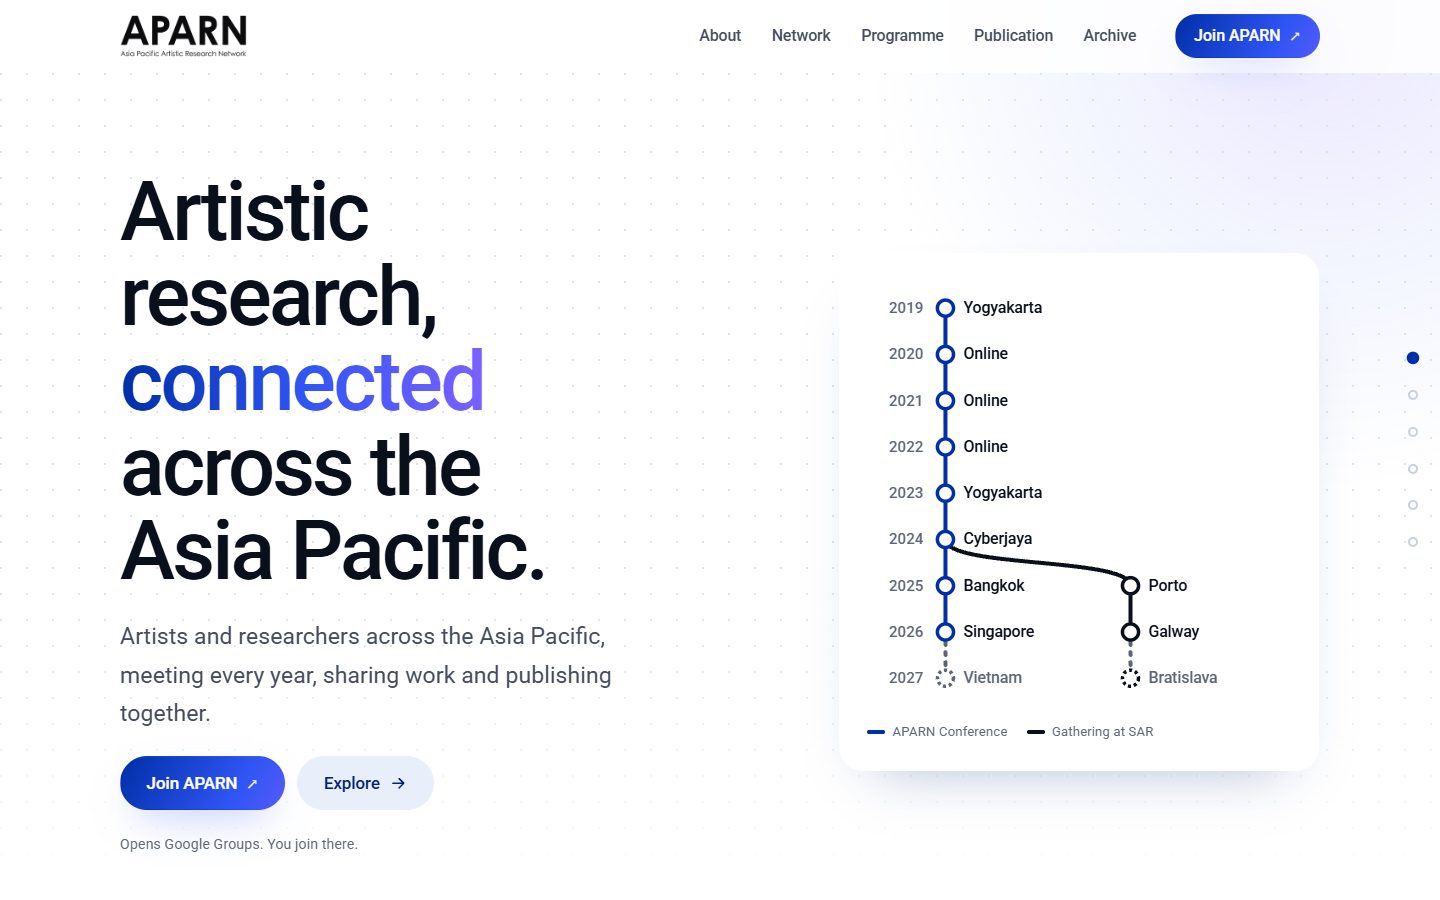 APARN
Asia Pacific Artistic Research Network
About
Network
Programme
Publication
Archive
Join APARN ↗
Artistic
research,
connected
across the
Asia Pacific.
Artists and researchers across the Asia Pacific,
meeting every year, sharing work and publishing
together.
Join APARN ↗
Explore →
Opens Google Groups. You join there.
2019 Yogyakarta
2020 Online
2021 Online
2022 Online
2023 Yogyakarta
2024 Cyberjaya
2025 Bangkok Porto
2026 Singapore Galway
2027 Vietnam Bratislava
APARN Conference Gathering at SAR